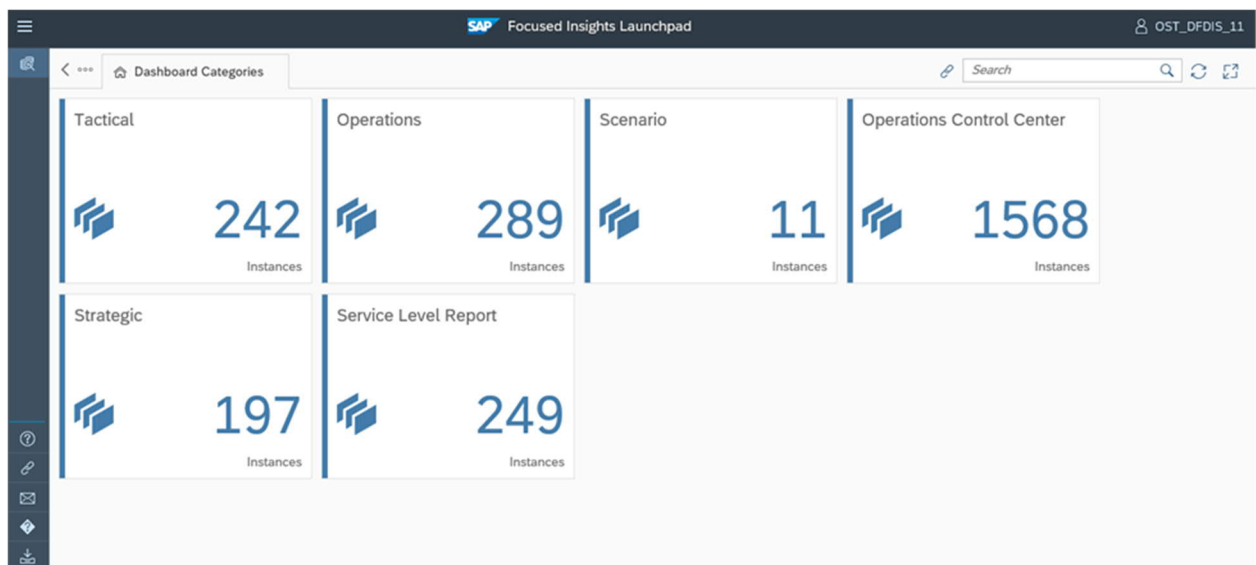 SAP Focused Insights Launchpad
OST_DFDIS_11
Dashboard Categories
Search
Tactical
242
Instances
Operations
289
Instances
Scenario
11
Instances
Operations Control Center
1568
Instances
Strategic
197
Instances
Service Level Report
249
Instances